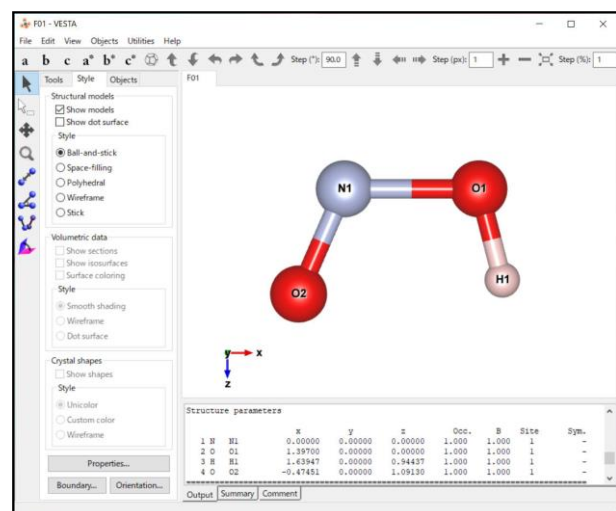 F01 - VESTA
File Edit View Objects Utilities Help
a b c a* b* c* Step (°): 90.0 Step (px): 1 Step (%): 1
Tools Style Objects
F01
Structural models
Show models
Show dot surface
Style
Ball-and-stick
Space-filling
Polyhedral
Wireframe
Stick
Volumetric data
Show sections
Show isosurfaces
Surface coloring
Style
Smooth shading
Wireframe
Dot surface
Crystal shapes
Show shapes
Style
Unicolor
Custom color
Wireframe
Properties...
Boundary... Orientation...
N1 O1
O2 H1
y x
z
Structure parameters
x y z Occ. B Site Sym.
1 N N1 0.00000 0.00000 0.00000 1.000 1.000 1 -
2 O O1 1.39700 0.00000 0.00000 1.000 1.000 1 -
3 H H1 1.63947 0.00000 0.94437 1.000 1.000 1 -
4 O O2 -0.47451 0.00000 1.09130 1.000 1.000 1 -
Output Summary Comment